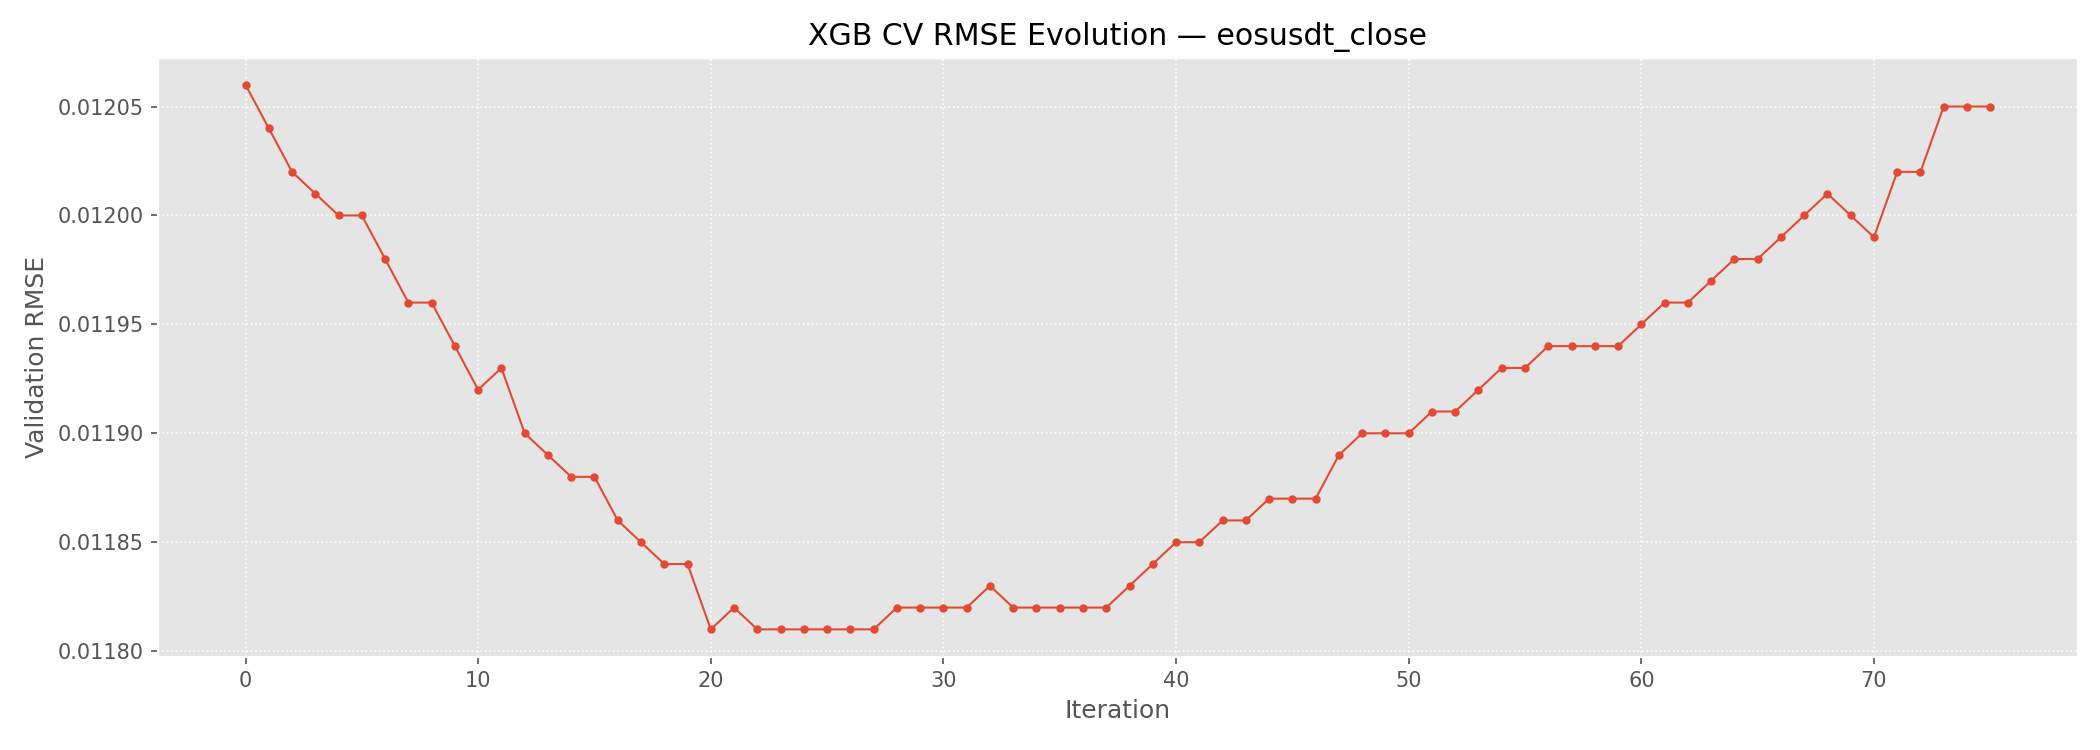 XGB CV RMSE Evolution — eosusdt_close
Validation RMSE
0.01205
0.01200
0.01195
0.01190
0.01185
0.01180
0 10 20 30 40 50 60 70
Iteration